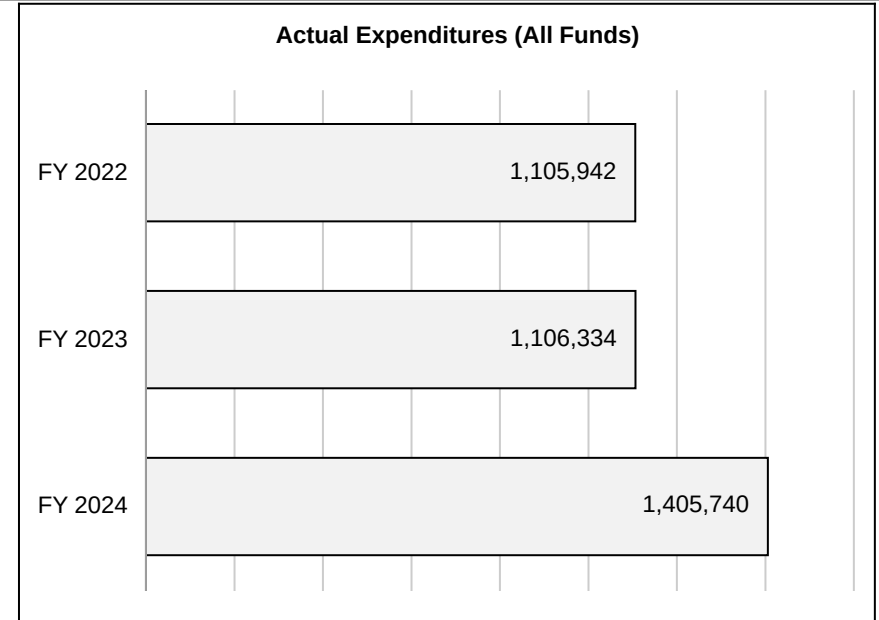 Actual Expenditures (All Funds)
FY 2022
1,105,942
FY 2023
1,106,334
FY 2024
1,405,740